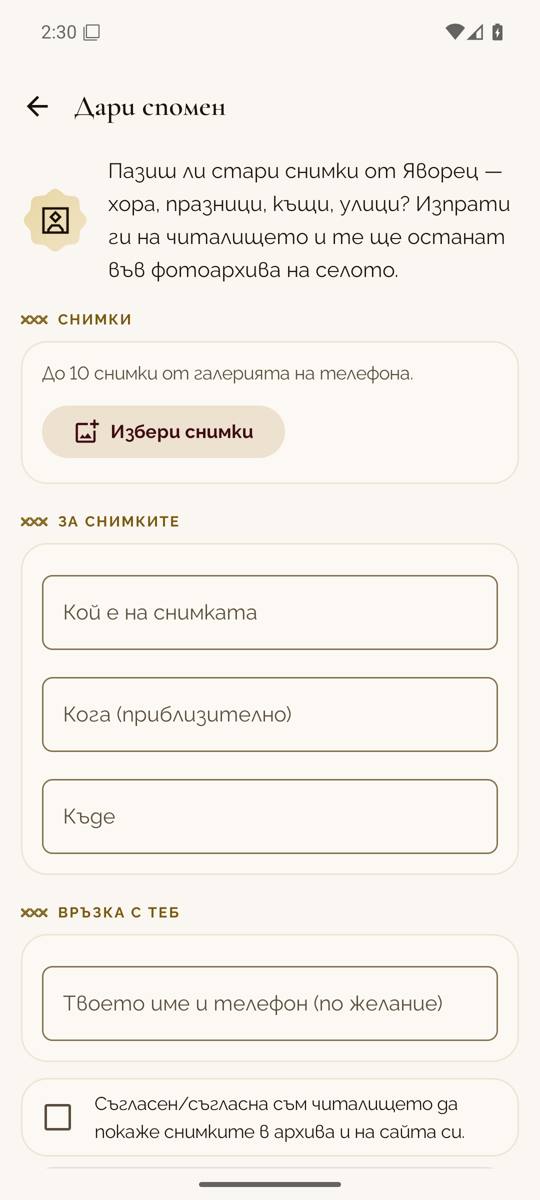 2:30
Дари спомен
Пазиш ли стари снимки от Яворец —
хора, празници, къщи, улици? Изпрати
ги на читалището и те ще останат
във фотоархива на селото.
СНИМКИ
До 10 снимки от галерията на телефона.
Избери снимки
ЗА СНИМКИТЕ
Кой е на снимката
Кога (приблизително)
Къде
ВРЪЗКА С ТЕБ
Твоето име и телефон (по желание)
Съгласен/съгласна съм читалището да
покаже снимките в архива и на сайта си.